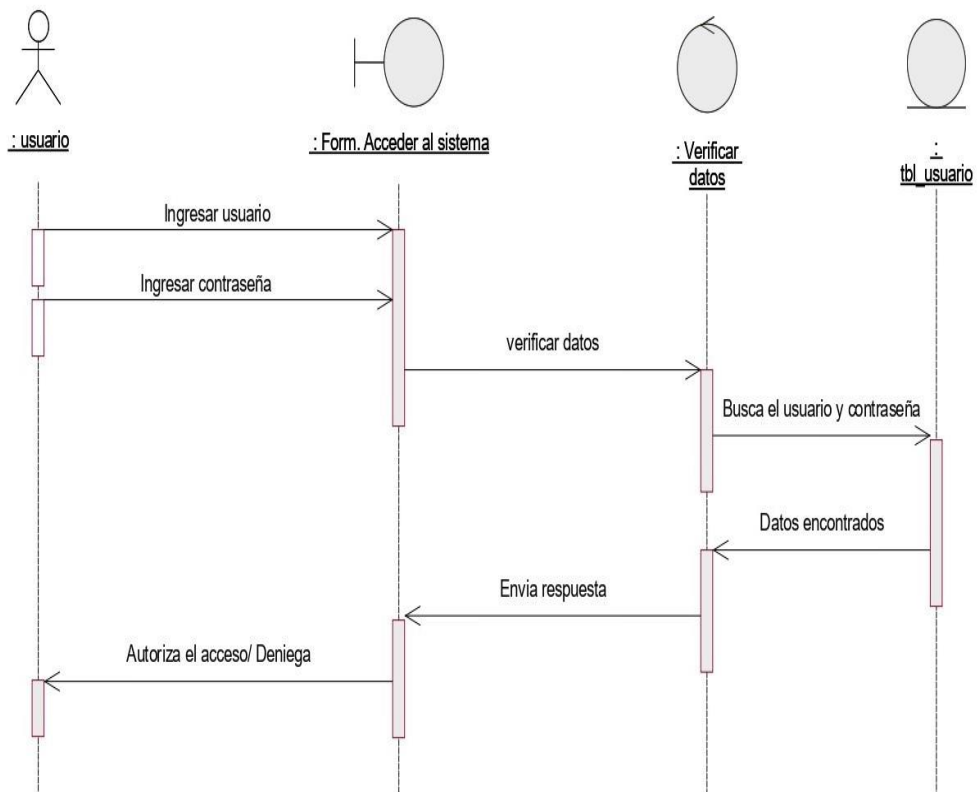 : usuario
: Form. Acceder al sistema
: Verificar
datos
:
tbl_usuario
Ingresar usuario
Ingresar contraseña
verificar datos
Busca el usuario y contraseña
Datos encontrados
Envia respuesta
Autoriza el acceso/ Deniega